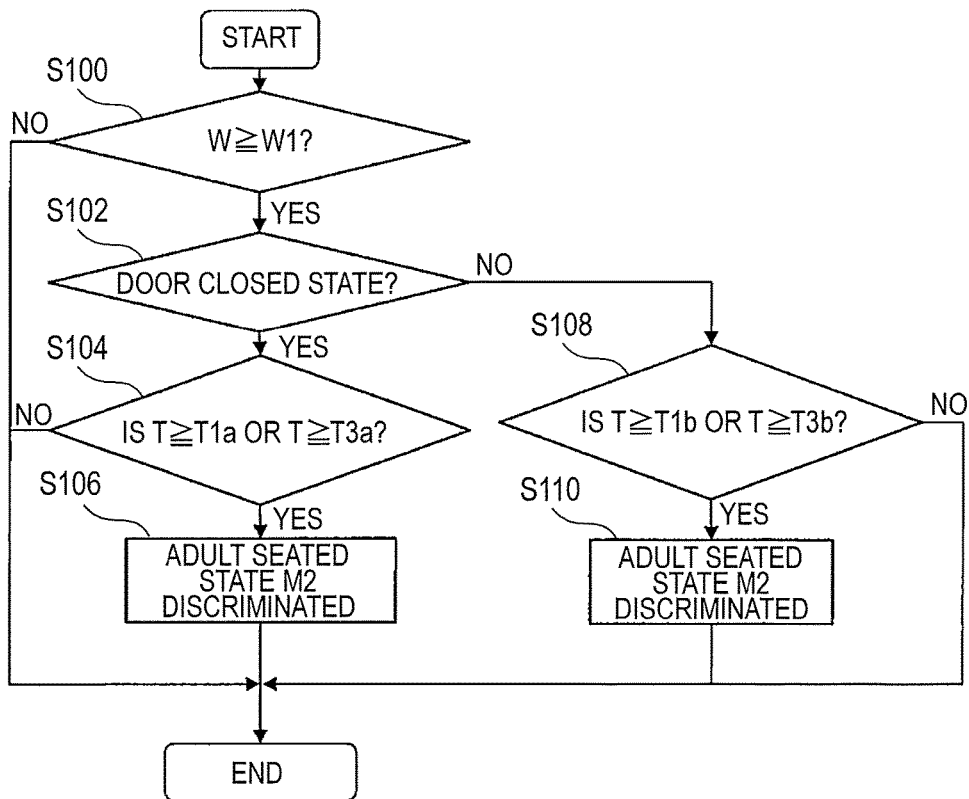 START
S100
NO
W≧W1?
S102
YES
DOOR CLOSED STATE?
NO
S104
YES
S108
NO
IS T≧T1a OR T≧T3a?
IS T≧T1b OR T≧T3b?
NO
S106
YES
S110
YES
ADULT SEATED
STATE M2
DISCRIMINATED
ADULT SEATED
STATE M2
DISCRIMINATED
END